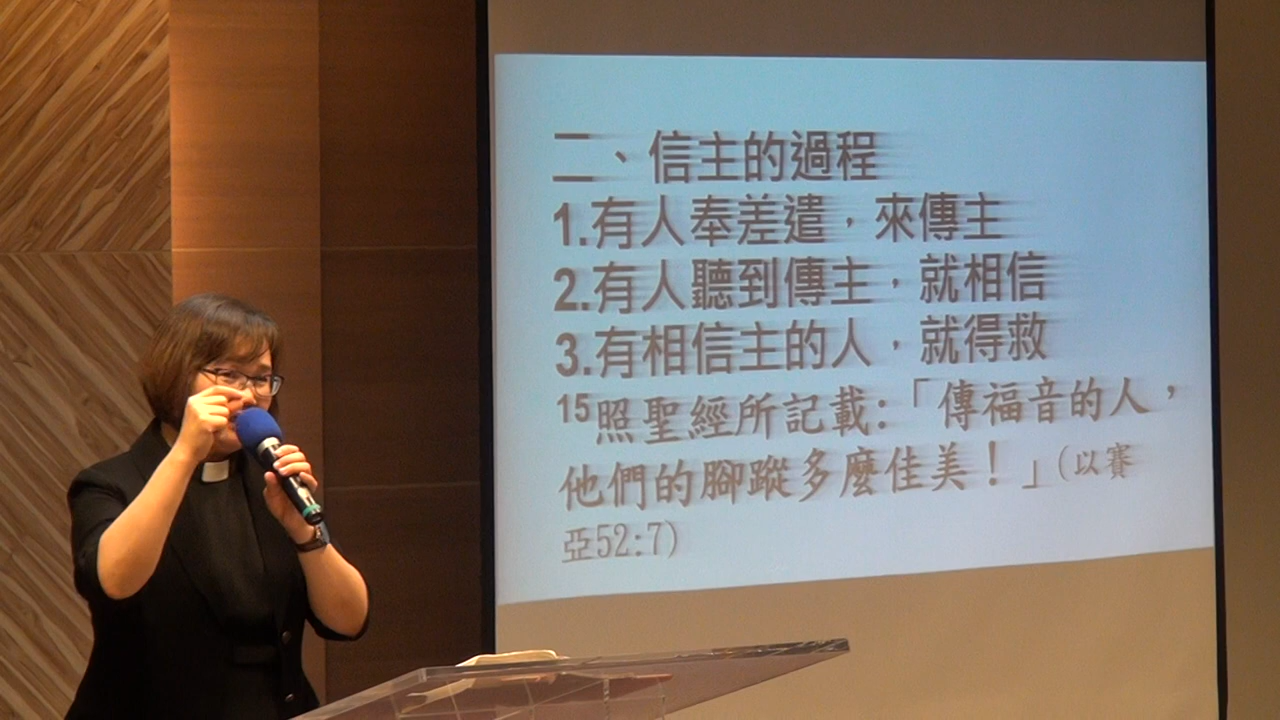 二、信主的過程
1.有人奉差遣，來傳主
2.有人聽到傳主，就相信
3.有相信主的人，就得救
15照聖經所記載:「傳福音的人，
他們的腳蹤多麼佳美！」(以賽
亞52:7)